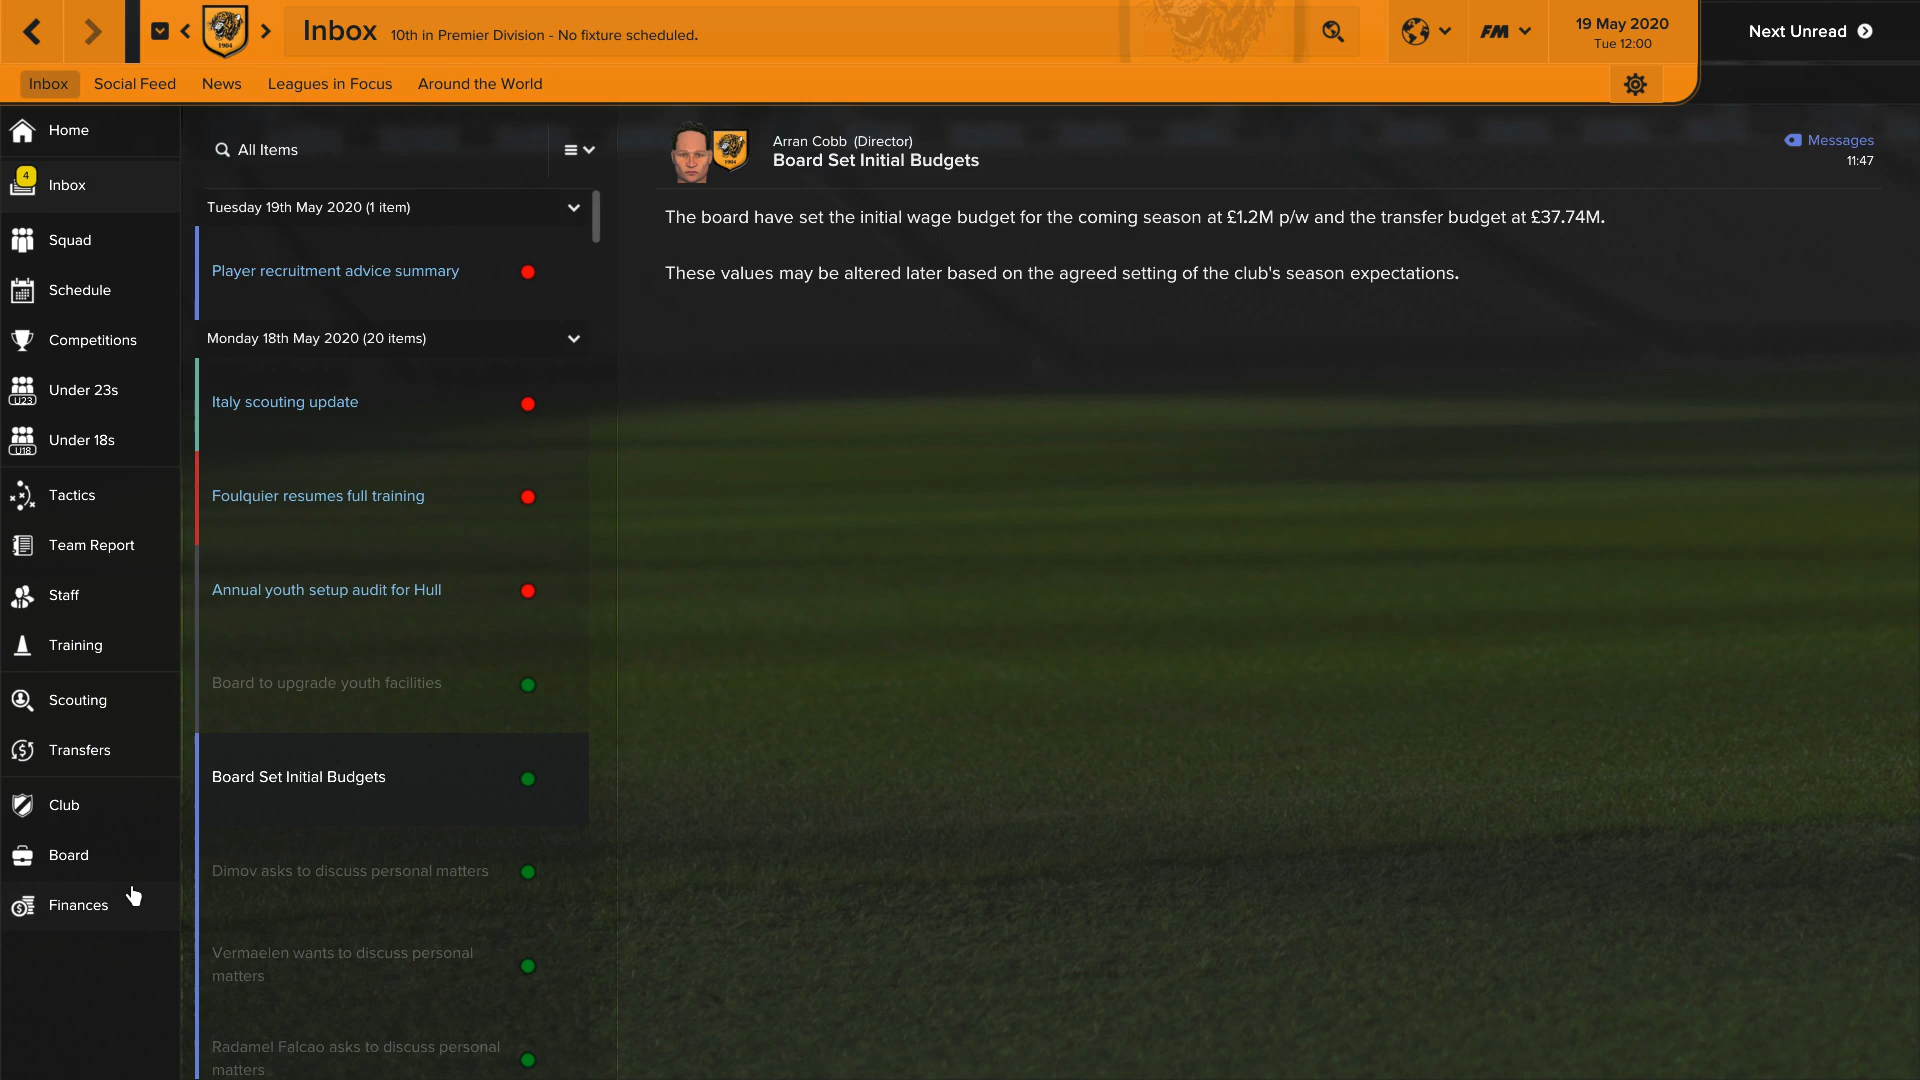 Inbox
10th in Premier Division - No fixture scheduled.
FM
19 May 2020
Tue 12:00
Next Unread
1904
Inbox
Social Feed
News
Leagues in Focus
Around the World
Home
4
Inbox
Squad
Schedule
Competitions
U23
Under 23s
U18
Under 18s
Tactics
Team Report
Staff
Training
Scouting
Transfers
Club
Board
Finances
All Items
Tuesday 19th May 2020 (1 item)
Player recruitment advice summary
Monday 18th May 2020 (20 items)
Italy scouting update
Foulquier resumes full training
Annual youth setup audit for Hull
Board to upgrade youth facilities
Board Set Initial Budgets
Dimov asks to discuss personal matters
Vermaelen wants to discuss personal
matters
Radamel Falcao asks to discuss personal
matters
1904
Arran Cobb (Director)
Board Set Initial Budgets
Messages
11:47
The board have set the initial wage budget for the coming season at £1.2M p/w and the transfer budget at £37.74M.
These values may be altered later based on the agreed setting of the club's season expectations.